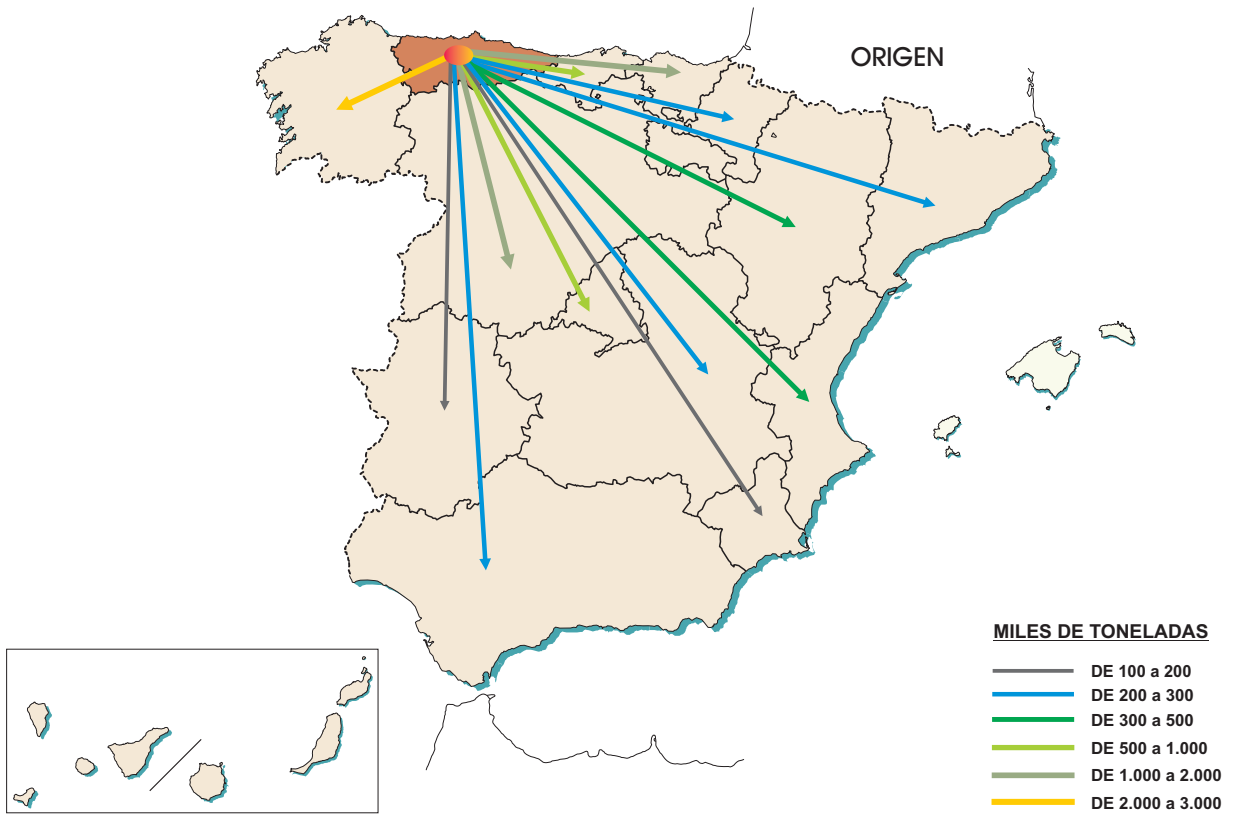 ORIGEN
MILES DE TONELADAS
DE 100 a 200
DE 200 a 300
DE 300 a 500
DE 500 a 1.000
DE 1.000 a 2.000
DE 2.000 a 3.000